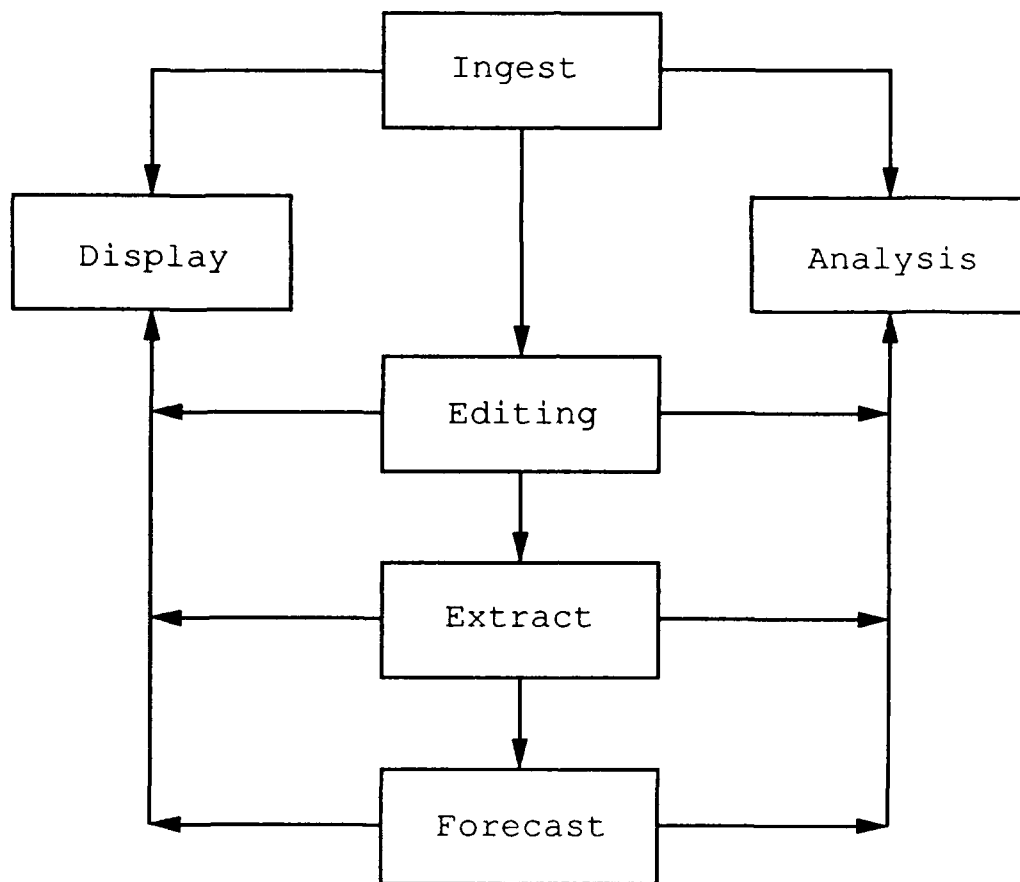 Ingest
Display
Analysis
Editing
Extract
Forecast